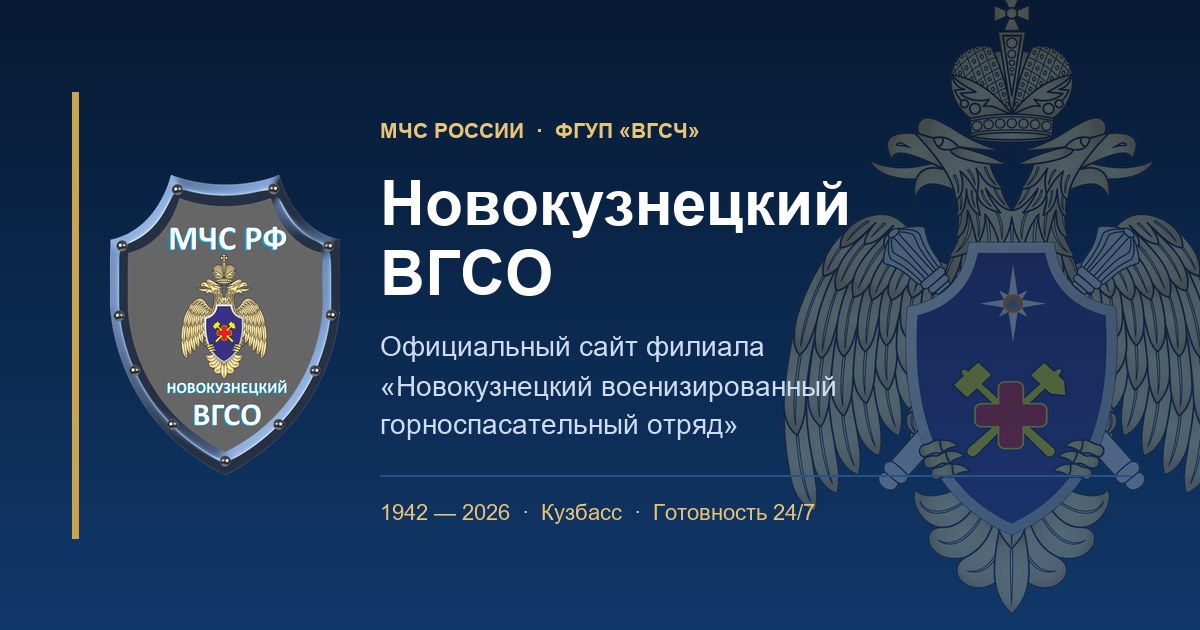 МЧС РОССИИ · ФГУП «ВГСЧ»
Новокузнецкий
ВГСО
Официальный сайт филиала
«Новокузнецкий военизированный
горноспасательный отряд»
1942 — 2026 · Кузбасс · Готовность 24/7
МЧС РФ
НОВОКУЗНЕЦКИЙ
ВГСО